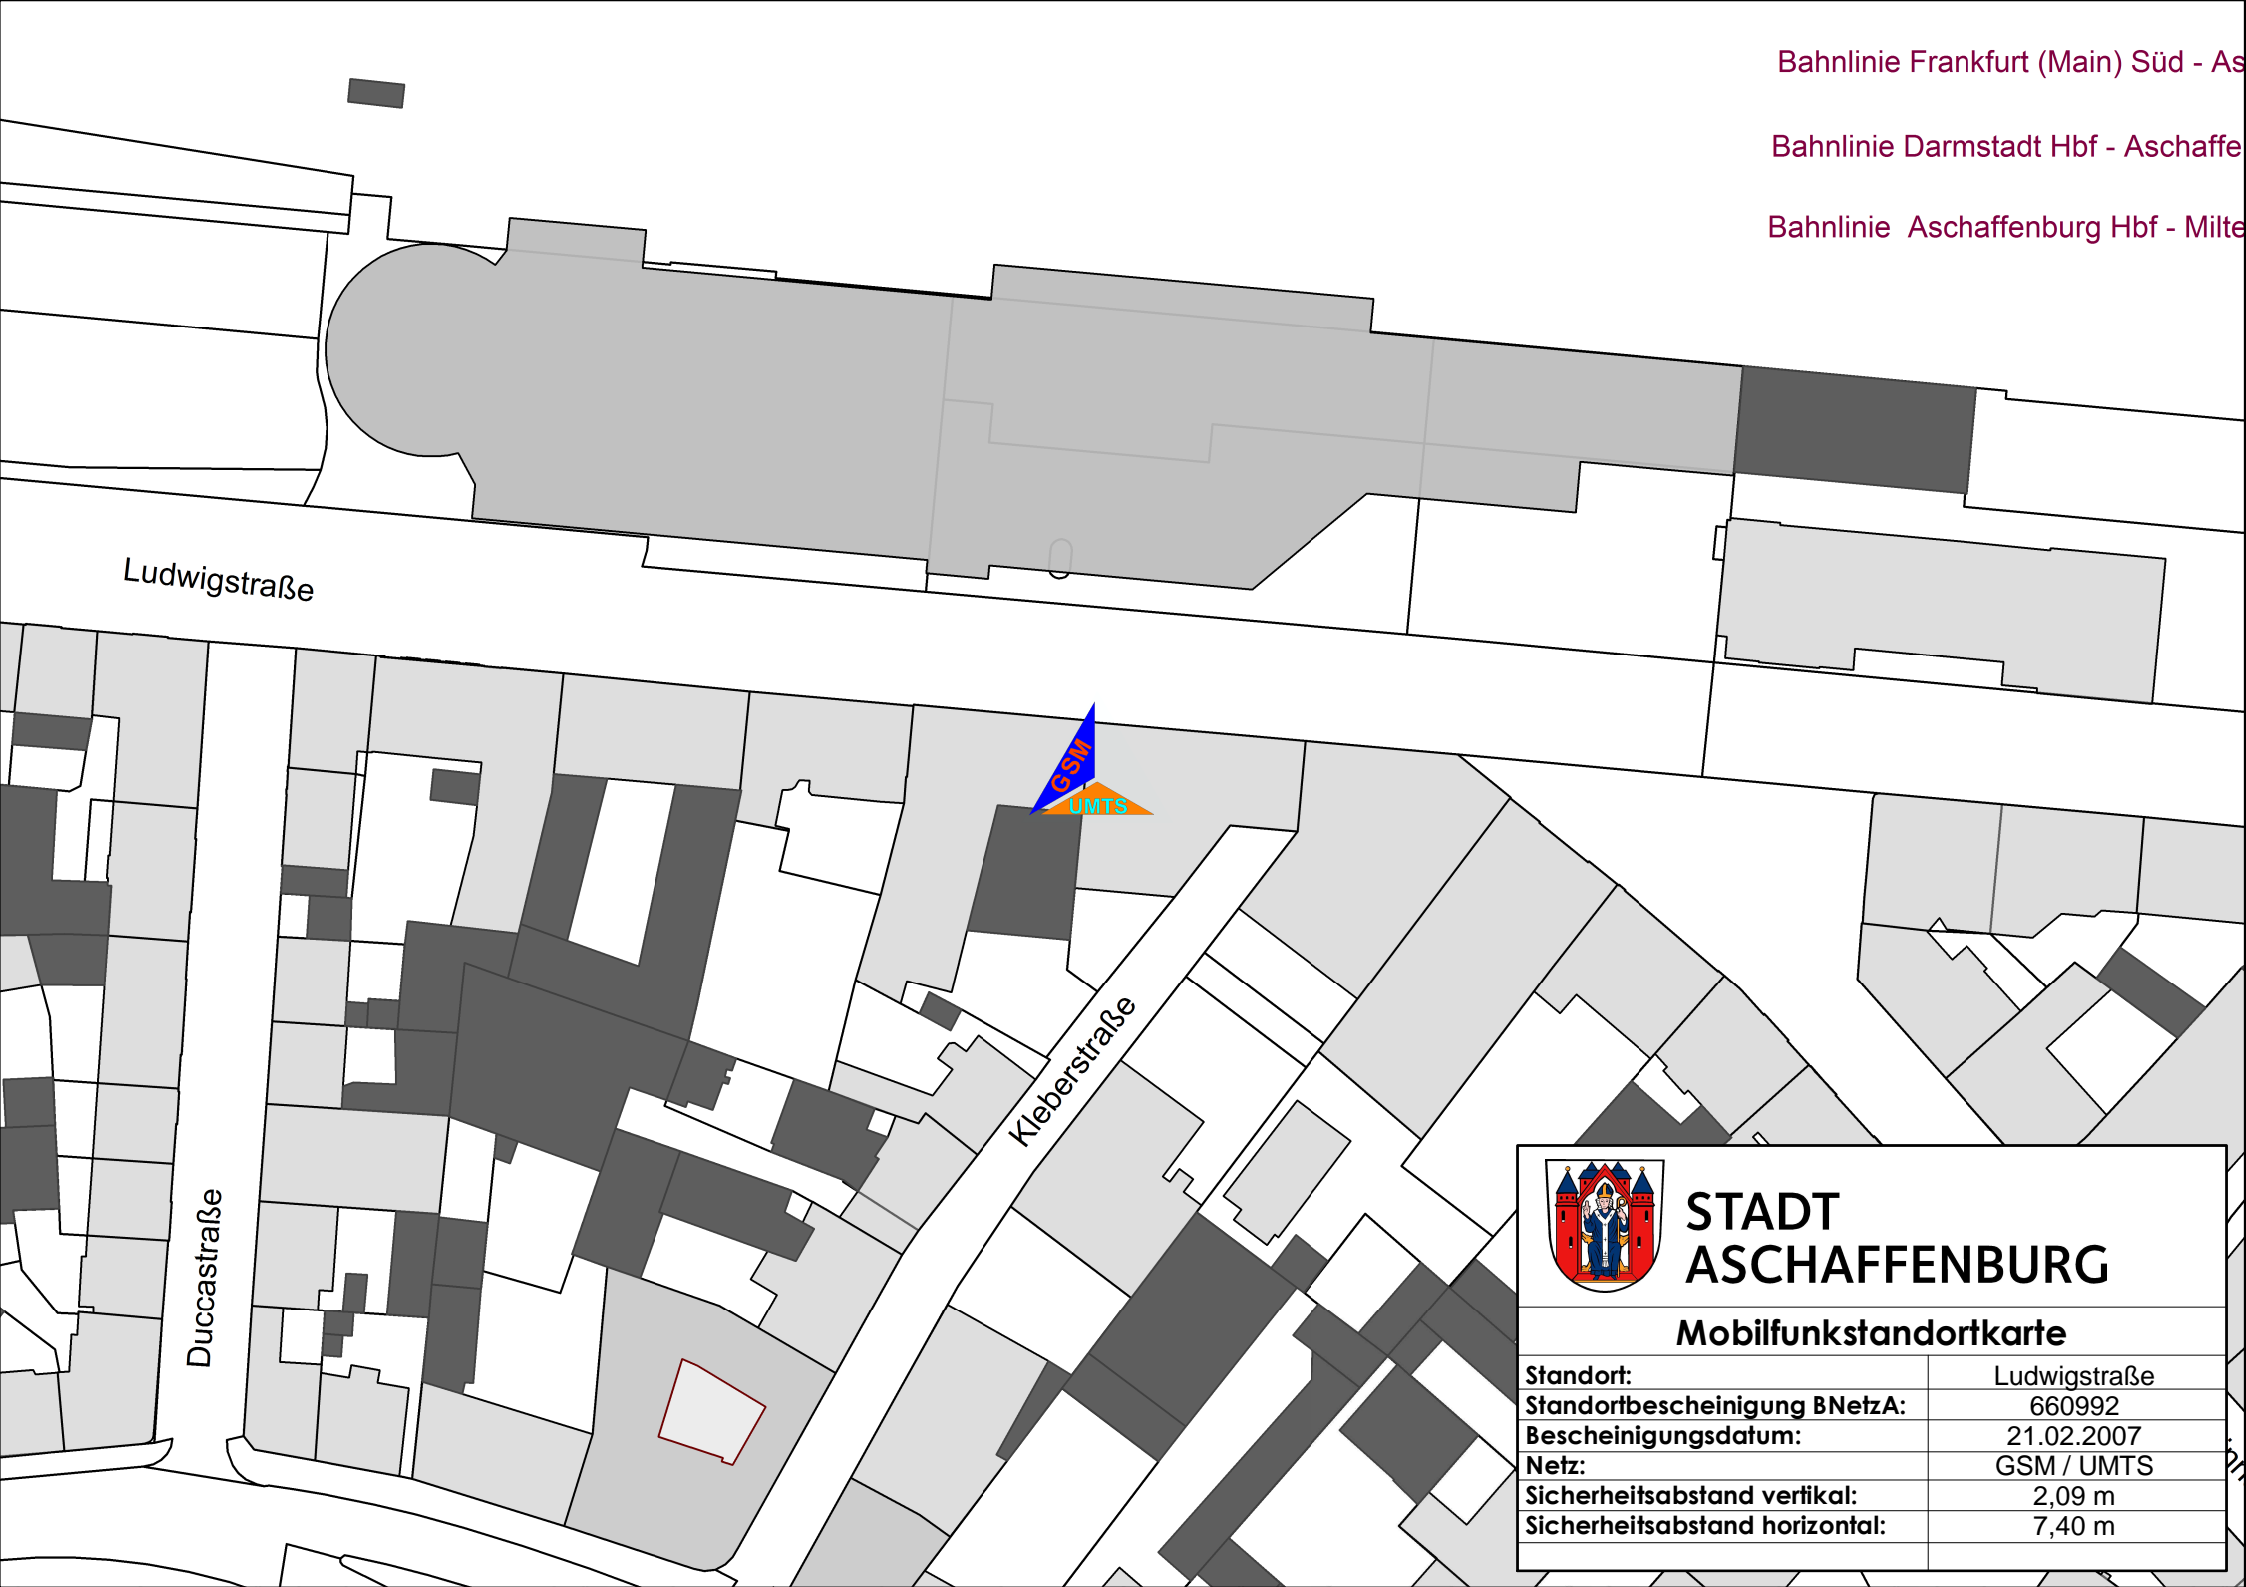 Bahnlinie Frankfurt (Main) Süd - As
Bahnlinie Darmstadt Hbf - Aschaffe
Bahnlinie Aschaffenburg Hbf - Milte
Ludwigstraße
GSM
UMTS
Kleberstraße
Duccastraße
STADT
ASCHAFFENBURG
Mobilfunkstandortkarte
Standort: Ludwigstraße
Standortbescheinigung BNetzA: 660992
Bescheinigungsdatum: 21.02.2007
Netz: GSM / UMTS
Sicherheitsabstand vertikal: 2,09 m
Sicherheitsabstand horizontal: 7,40 m